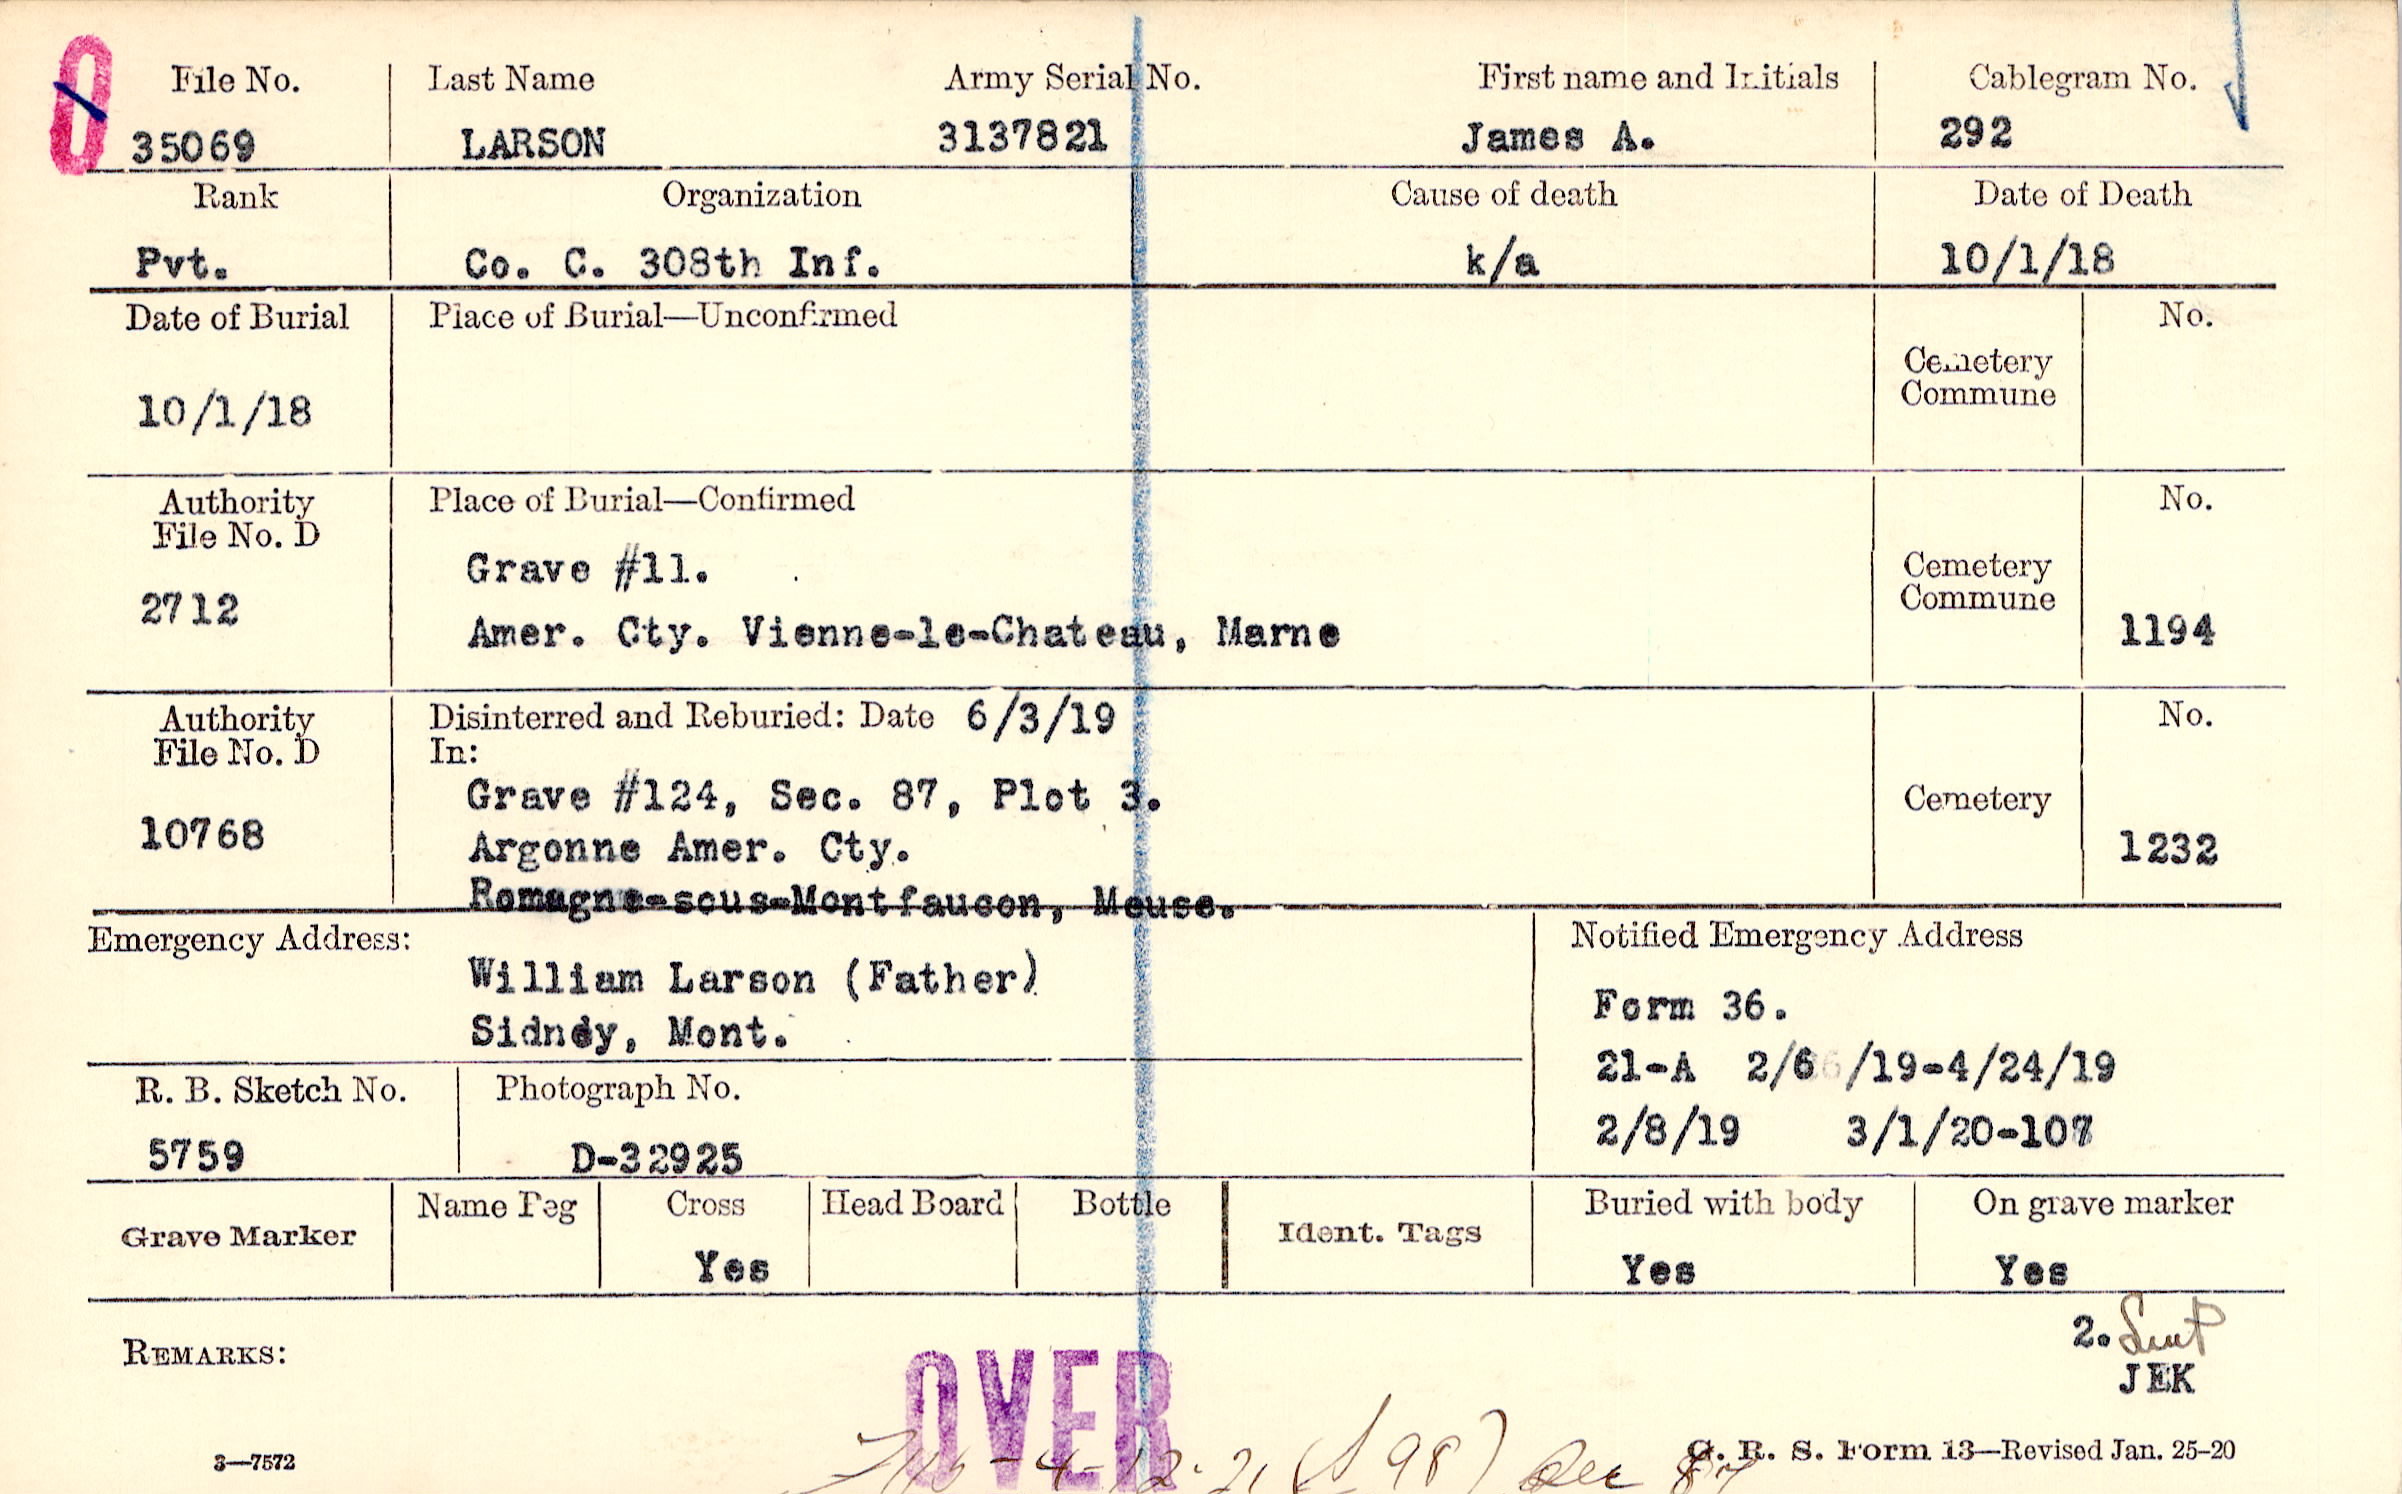 O
File No. Last Name Army Serial No. First name and Initials Cablegram No.
35069 LARSON 3137821 James A. 292
Rank Organization Cause of death Date of Death
Pvt. Co. C. 308th Inf. k/a 10/1/18
Date of Burial Place of Burial—Unconfirmed No.
Cemetery
Commune
10/1/18
Authority Place of Burial—Confirmed No.
File No. D
Grave #11. Cemetery
2712 Commune
Amer. Cty. Vienne-le-Chateau, Marne 1194
Authority Disinterred and Reburied: Date 6/3/19 No.
File No. D In:
Grave #124, Sec. 87, Plot 3. Cemetery
10768 Argonne Amer. Cty. 1232
Romagne-sous-Montfaucon, Meuse.
Emergency Address: Notified Emergency Address
William Larson (Father) Form 36.
Sidney, Mont. 21-A 2/6 /19-4/24/19
R. B. Sketch No. Photograph No.
5759 D-32925 2/8/19 3/1/20-107
Grave Marker Name Peg Cross Head Board Bottle Ident. Tags Buried with body On grave marker
Yes Yes Yes
2.
REMARKS: JEK
OVER
4-12-21 (S 98)
3—7572 G. R. S. Form 13—Revised Jan. 25-20